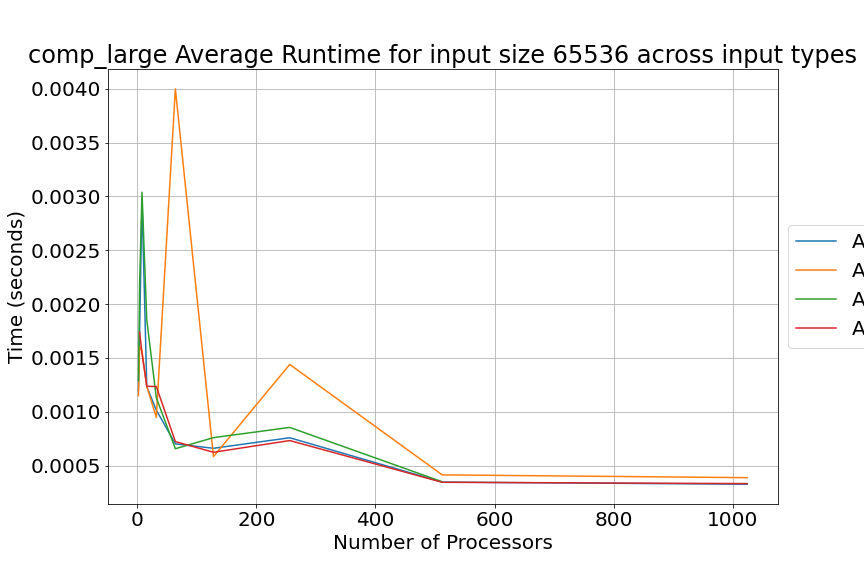 comp_large Average Runtime for input size 65536 across input types
Time (seconds)
0.0040
0.0035
0.0030
0.0025
0.0020
0.0015
0.0010
0.0005
0 200 400 600 800 1000
Number of Processors
A
A
A
A